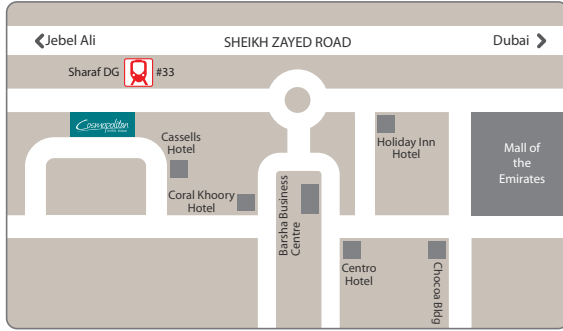 Jebel Ali
SHEIKH ZAYED ROAD
Dubai
Sharaf DG
#33
Cosmopolitan
Cassells
Hotel
Holiday Inn
Hotel
Mall of
the
Emirates
Coral Khoory
Hotel
Barsha Business
Centre
Centro
Hotel
Chocoa Bldg